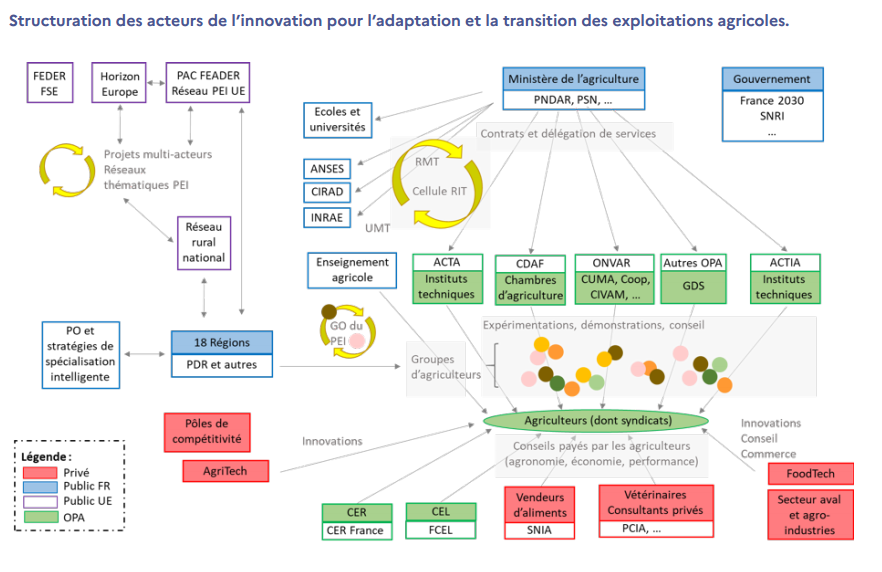 Structuration des acteurs de l’innovation pour l’adaptation et la transition des exploitations agricoles.
FEDER
FSE
Horizon
Europe
PAC FEADER
Réseau PEI UE
Ministère de l’agriculture
PNDAR, PSN, ...
Gouvernement
France 2030
SNRI
...
Ecoles et
universités
Contrats et délégation de services
Projets multi-acteurs
Réseaux
thématiques PEI
ANSES
CIRAD
INRAE
RMT
Cellule RIT
UMT
Réseau
rural
national
Enseignement
agricole
ACTA
Instituts
techniques
CDAF
Chambres
d’agriculture
ONVAR
CUMA, Coop,
CIVAM, ...
Autres OPA
GDS
ACTIA
Instituts
techniques
PO et
stratégies de
spécialisation
intelligente
18 Régions
PDR et autres
GO du
PEI
Expérimentations, démonstrations, conseil
Groupes
d’agriculteurs
Agriculteurs (dont syndicats)
Pôles de
compétitivité
AgriTech
Innovations
Conseils payés par les agriculteurs
(agronomie, économie, performance)
Innovations
Conseil
Commerce
FoodTech
Secteur aval
et agro-
industries
Légende :
Privé
Public FR
Public UE
OPA
CER
CER France
CEL
FCEL
Vendeurs
d’aliments
SNIA
Vétérinaires
Consultants privés
PCIA, ...